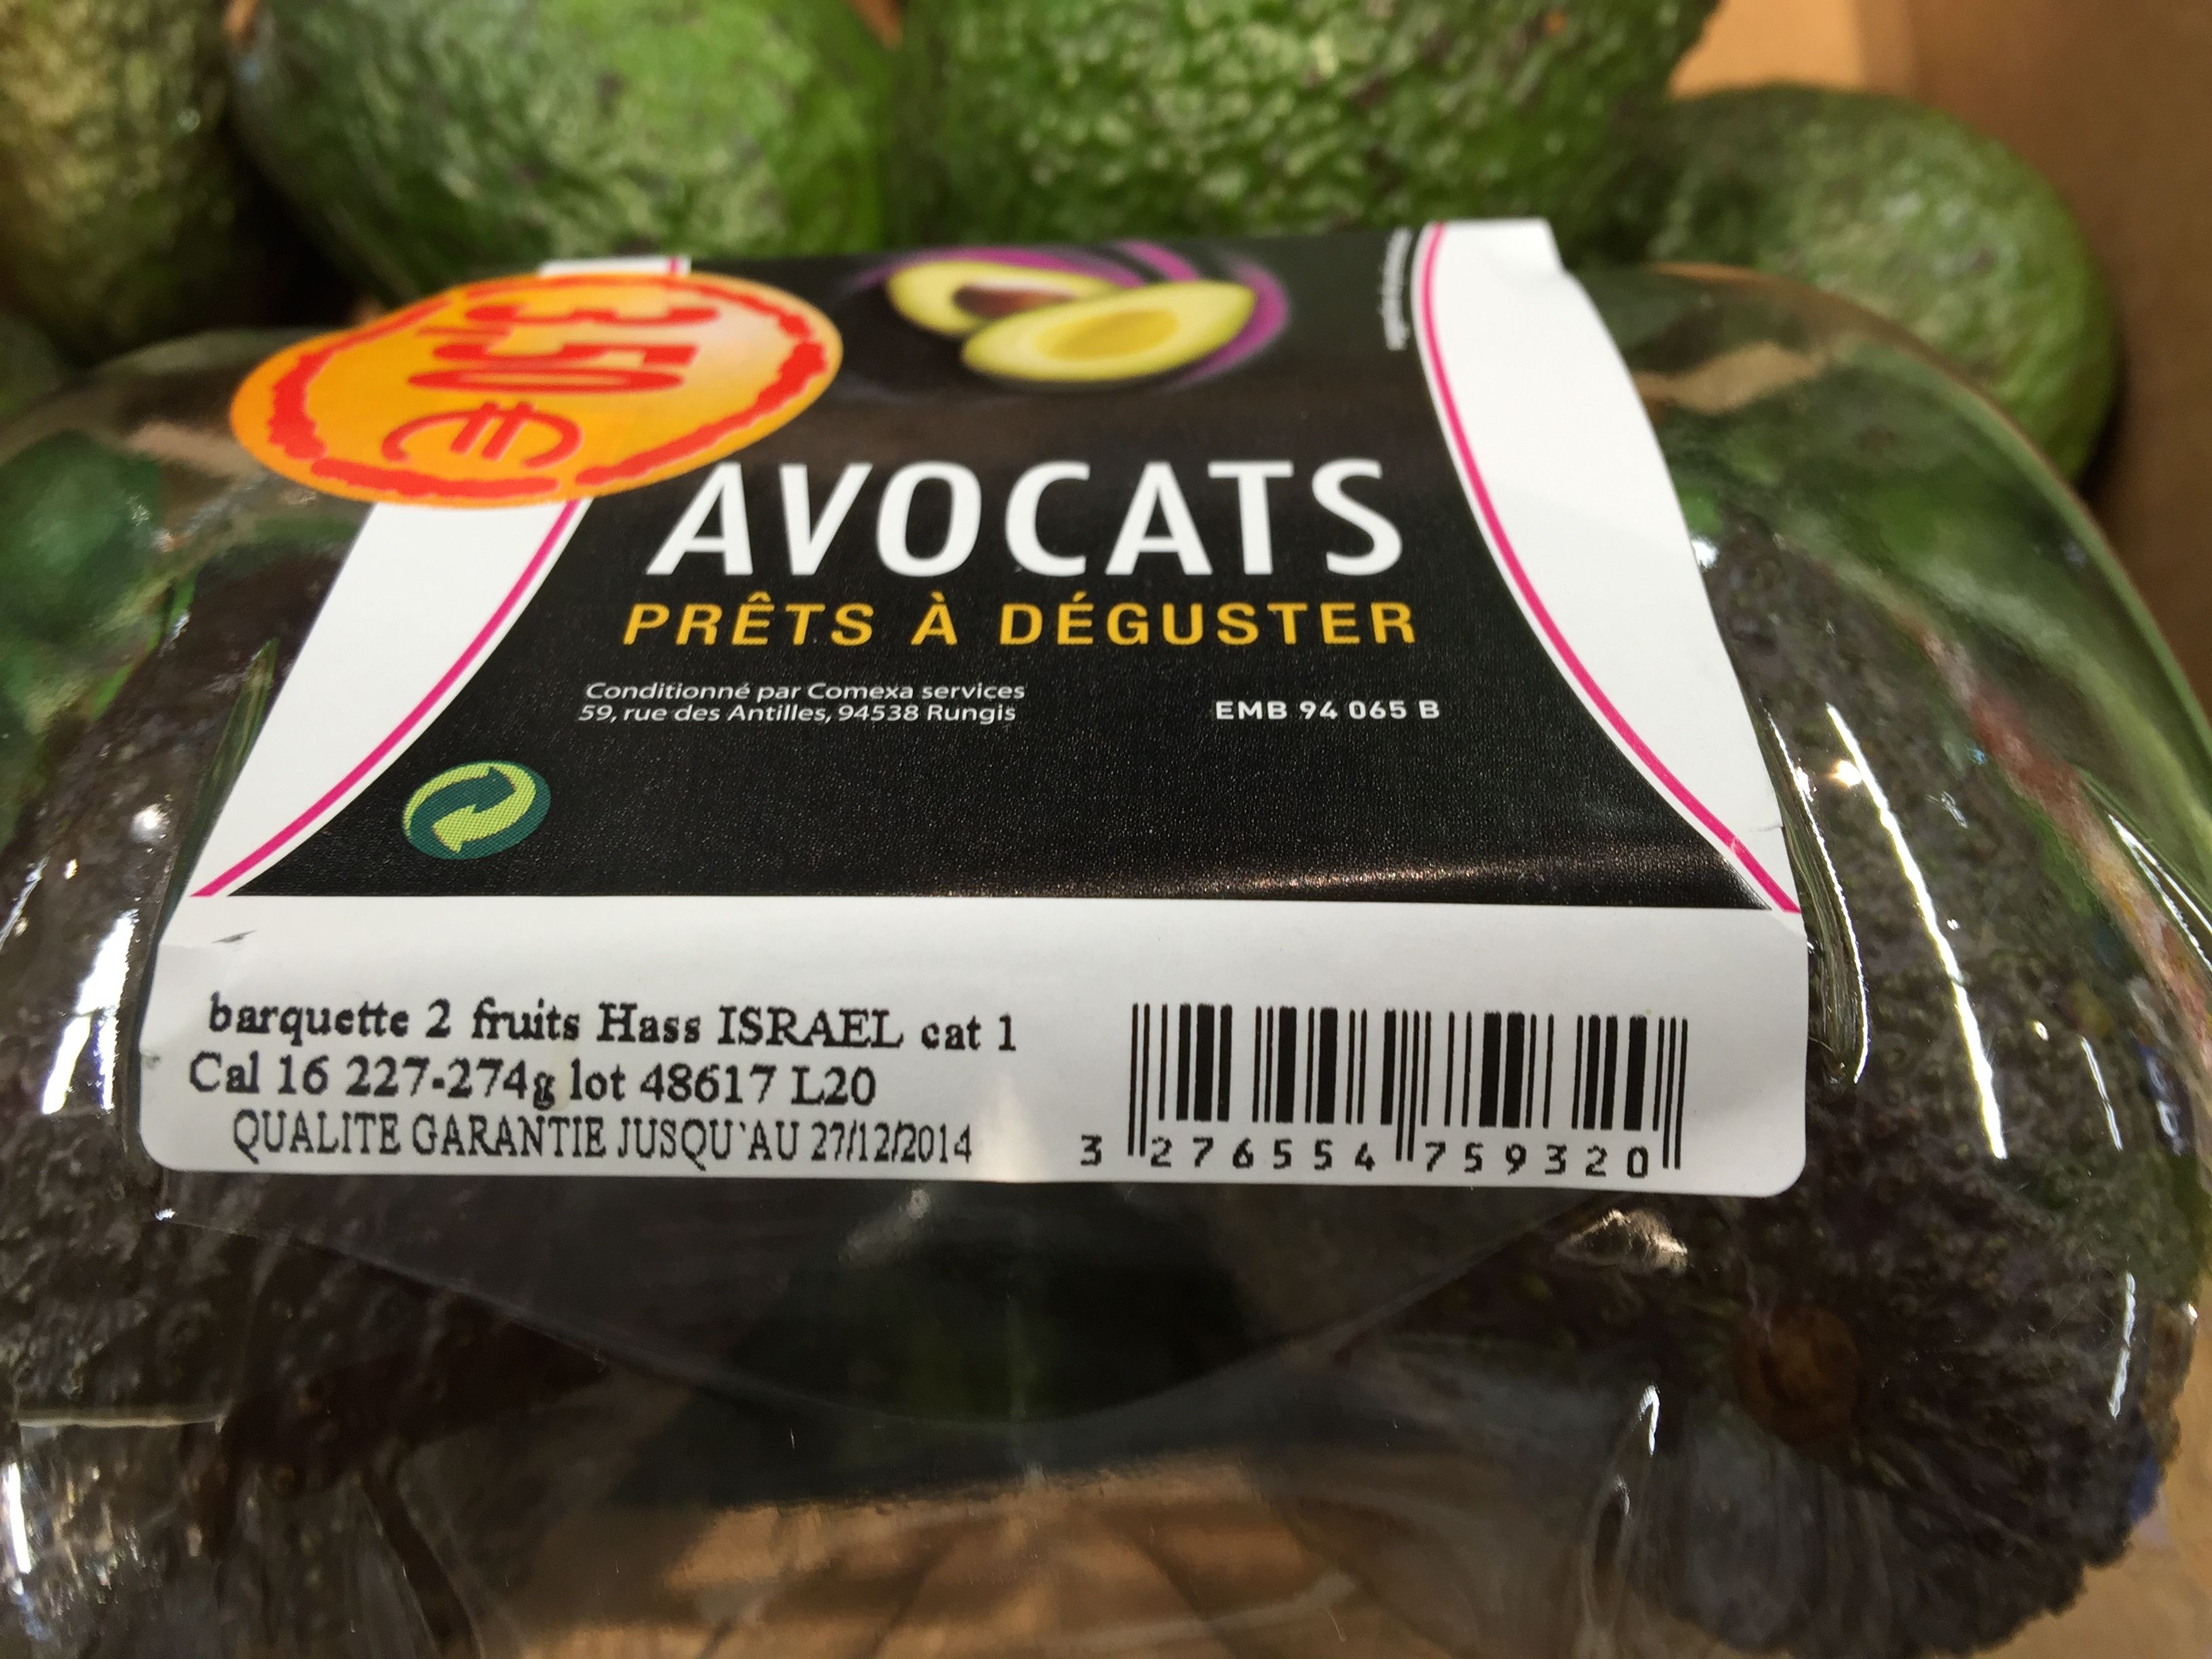 3,50
€
AVOCATS
PRÊTS À DÉGUSTER
Conditionné par Comexa services
59, rue des Antilles, 94538 Rungis
EMB 94 065 B
barquette 2 fruits Hass ISRAEL cat 1
Cal 16 227-274g lot 48617 L20
QUALITE GARANTIE JUSQU'AU 27/12/2014
3 276554 759320